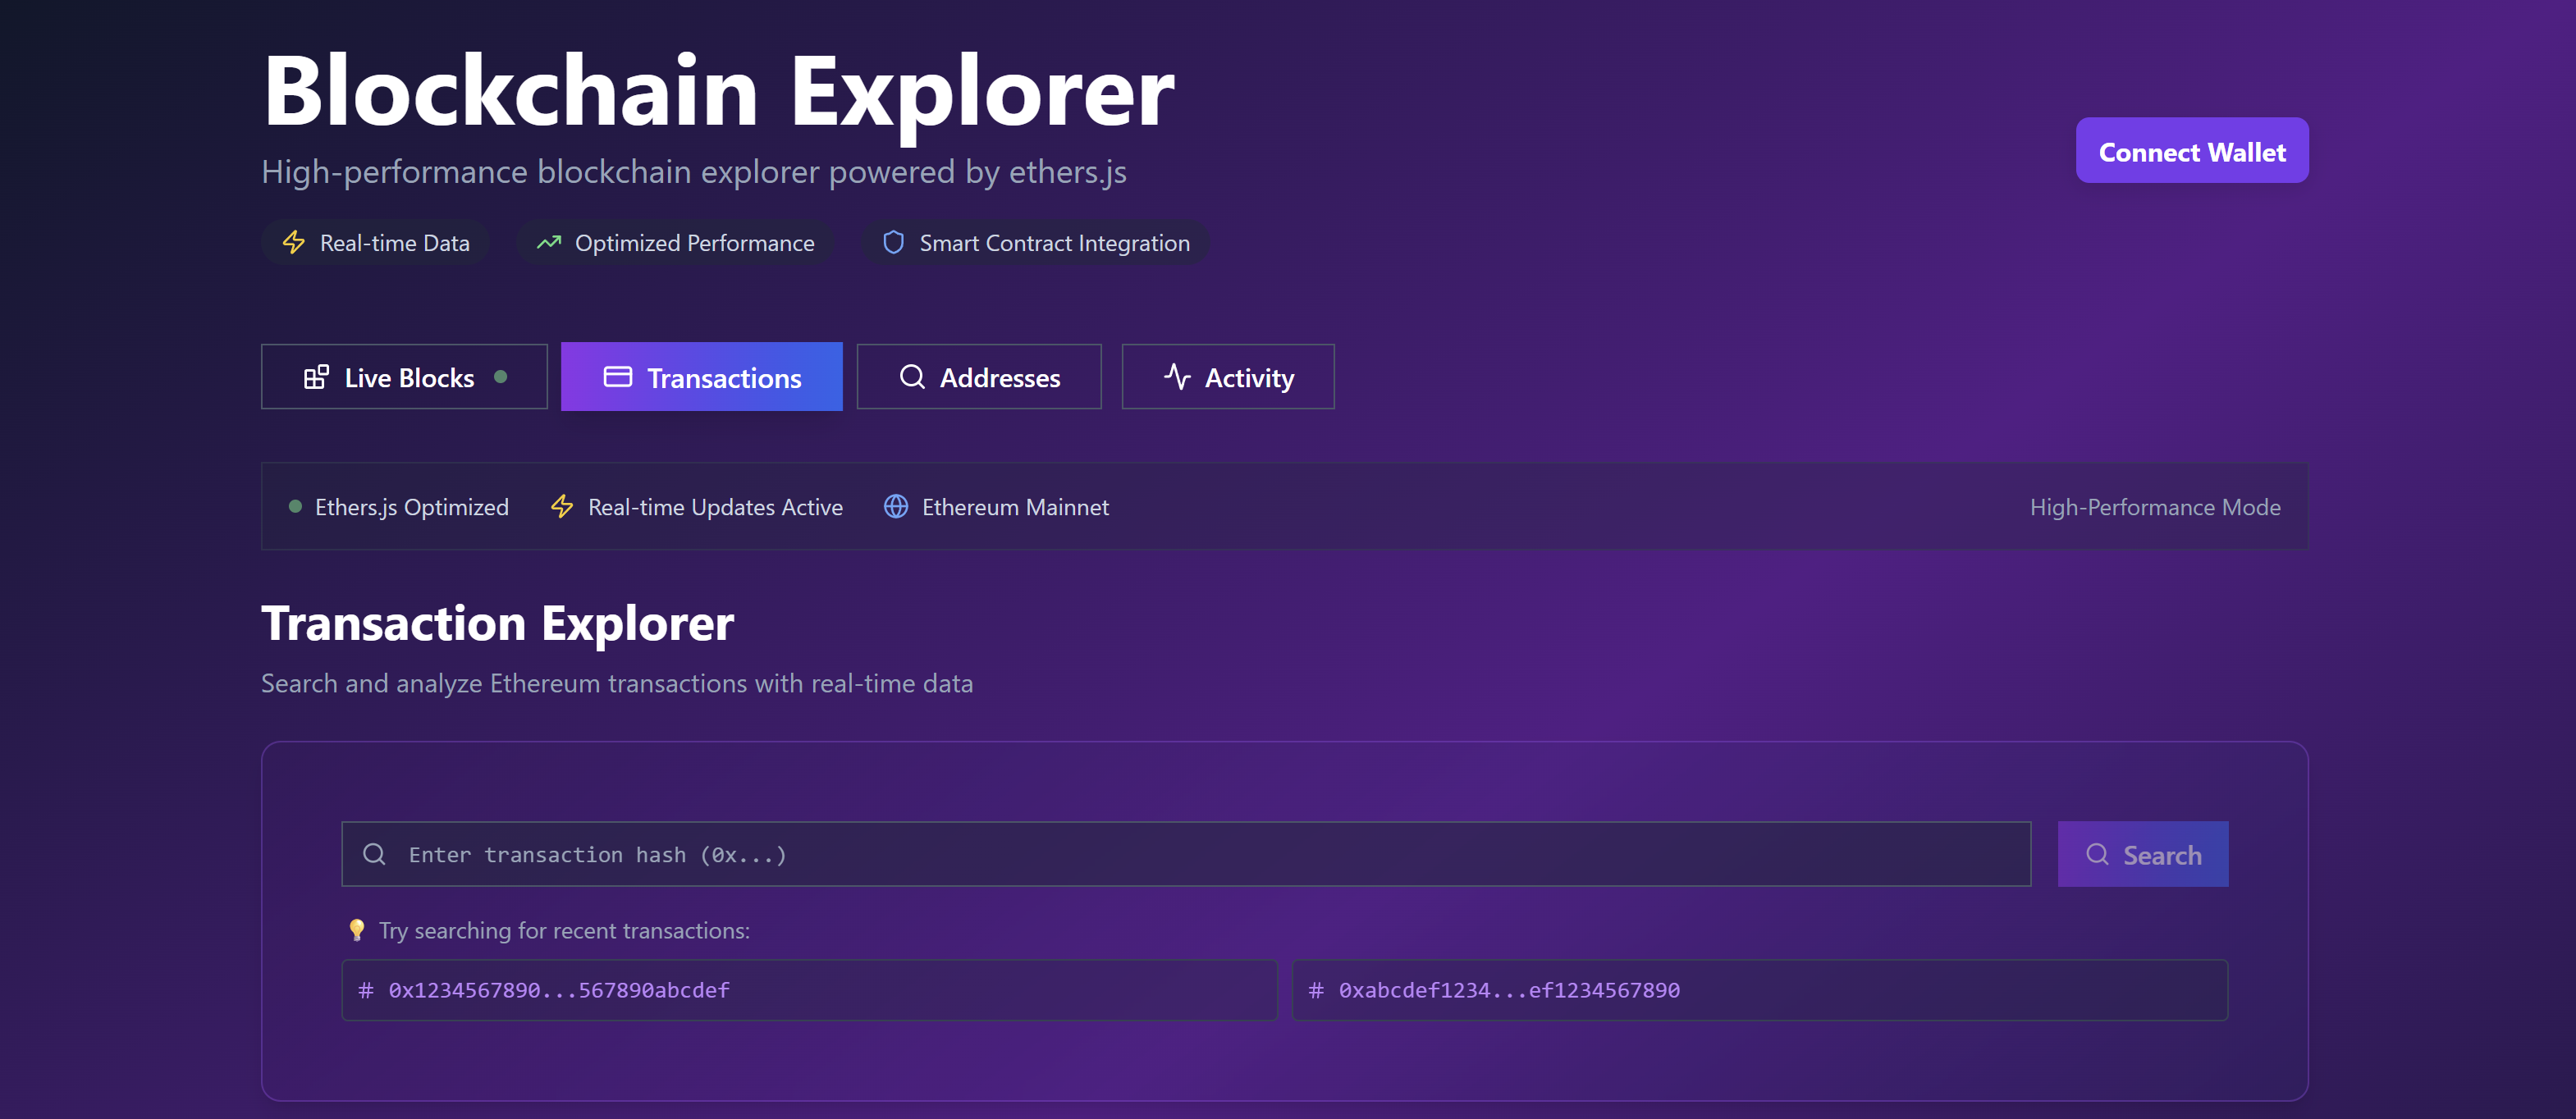 Blockchain Explorer
High-performance blockchain explorer powered by ethers.js
Connect Wallet
Real-time Data
Optimized Performance
Smart Contract Integration
Live Blocks
Transactions
Addresses
Activity
Ethers.js Optimized
Real-time Updates Active
Ethereum Mainnet
High-Performance Mode
Transaction Explorer
Search and analyze Ethereum transactions with real-time data
Enter transaction hash (0x...)
Search
💡 Try searching for recent transactions:
# 0x1234567890...567890abcdef
# 0xabcdef1234...ef1234567890